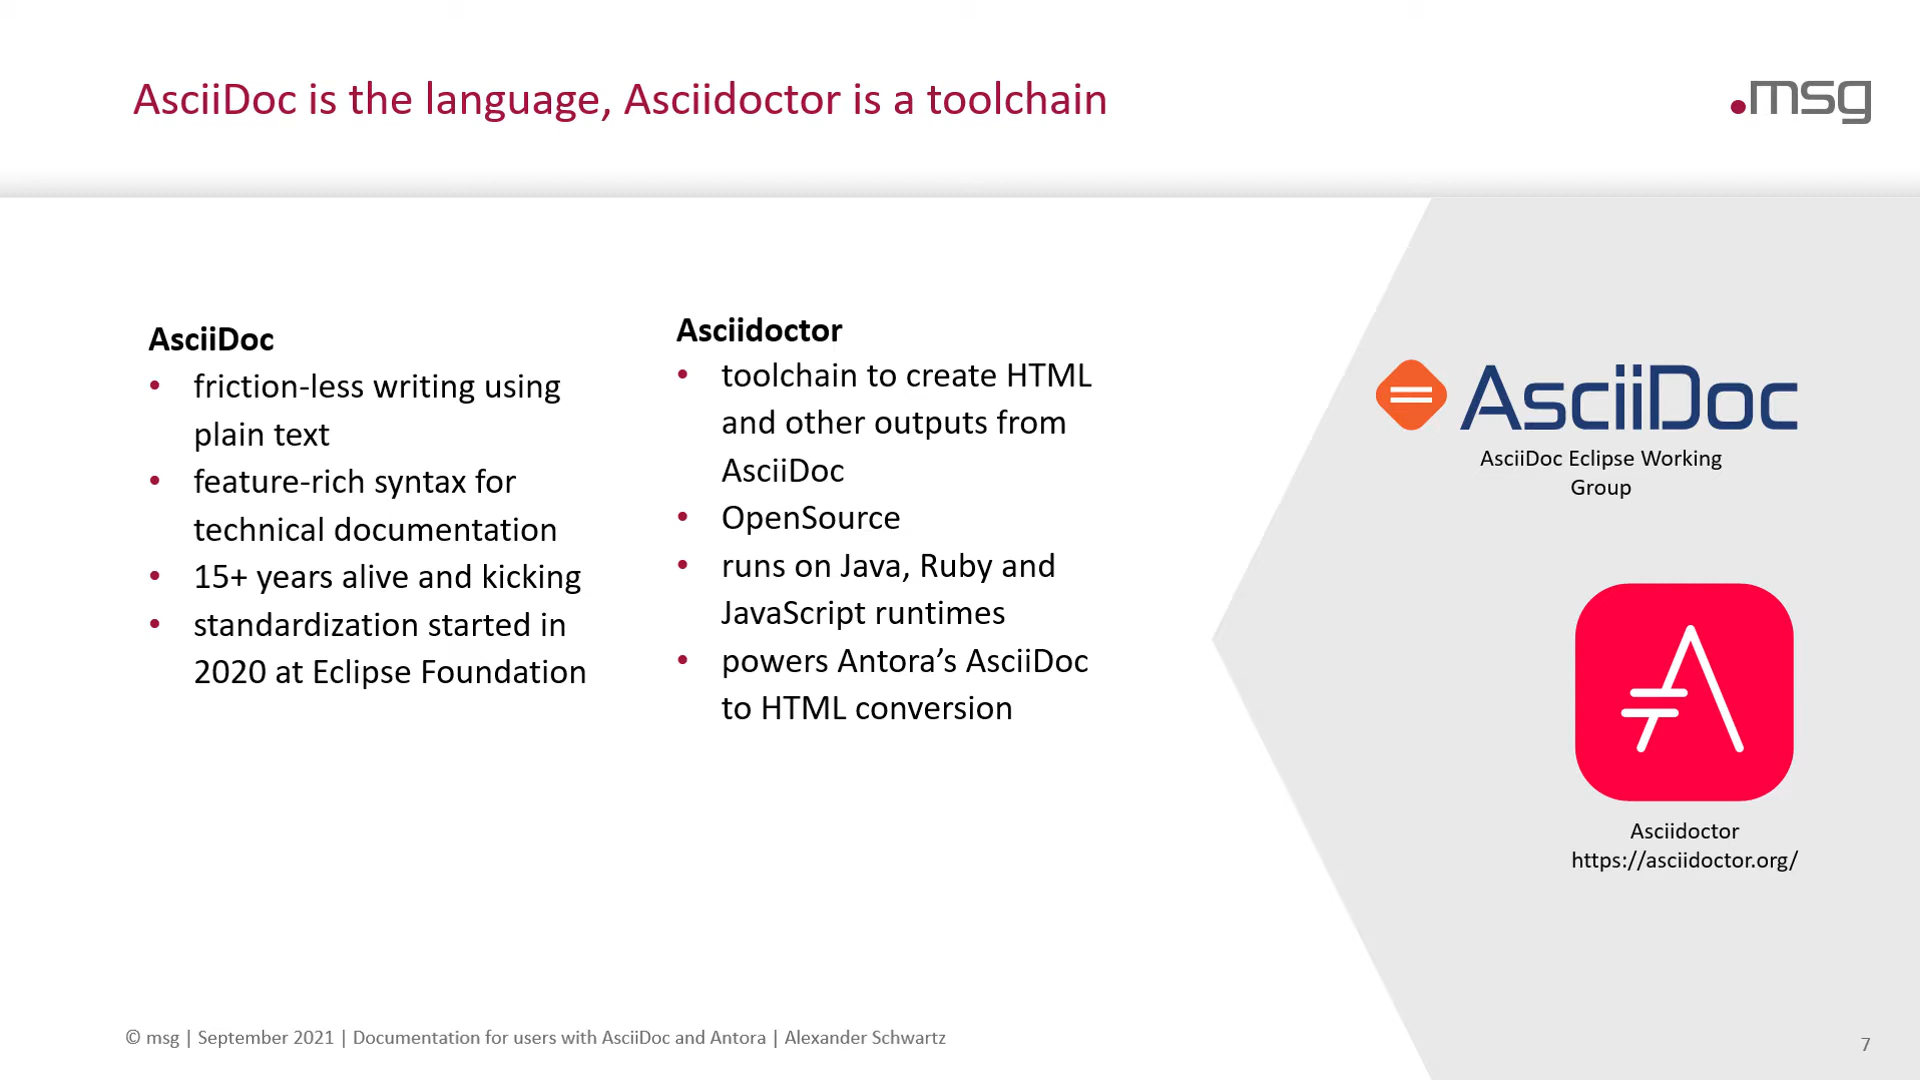 AsciiDoc is the language, Asciidoctor is a toolchain
.msg
AsciiDoc
• friction-less writing using
plain text
• feature-rich syntax for
technical documentation
• 15+ years alive and kicking
• standardization started in
2020 at Eclipse Foundation
Asciidoctor
• toolchain to create HTML
and other outputs from
AsciiDoc
• OpenSource
• runs on Java, Ruby and
JavaScript runtimes
• powers Antora’s AsciiDoc
to HTML conversion
AsciiDoc
AsciiDoc Eclipse Working
Group
Asciidoctor
https://asciidoctor.org/
© msg | September 2021 | Documentation for users with AsciiDoc and Antora | Alexander Schwartz
7